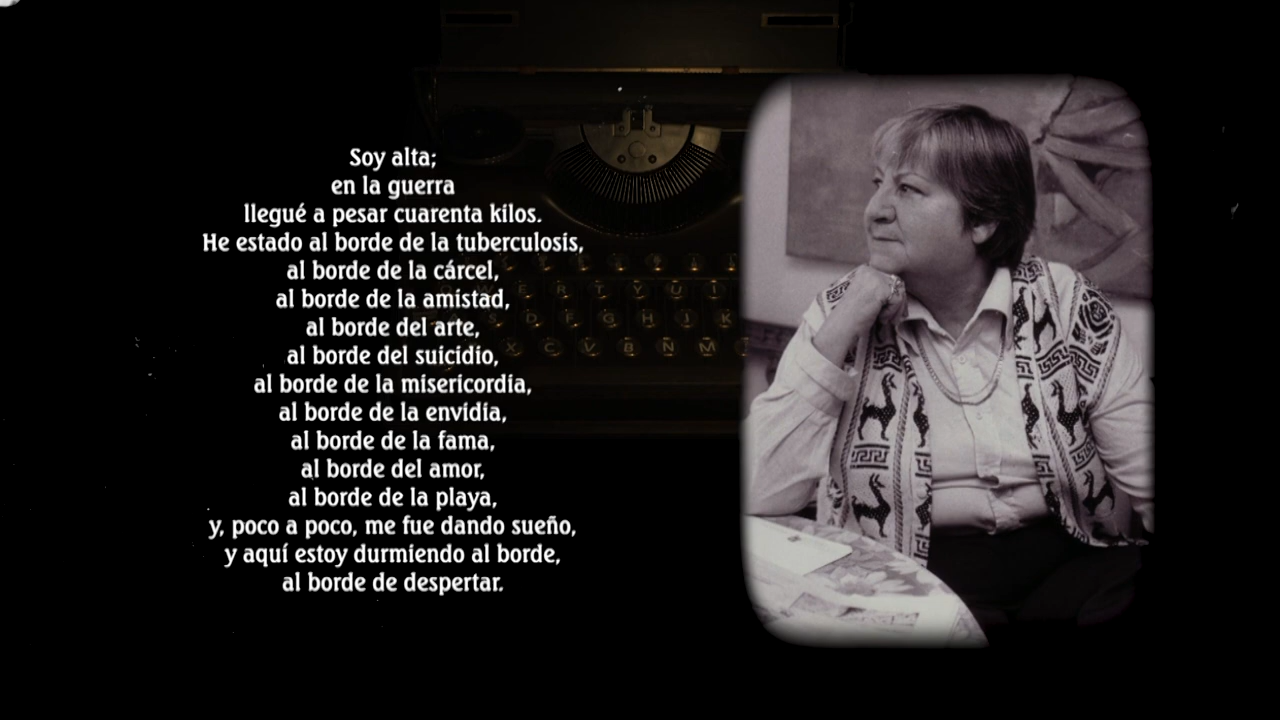 Soy alta;
en la guerra
llegué a pesar cuarenta kilos.
He estado al borde de la tuberculosis,
al borde de la cárcel,
al borde de la amistad,
al borde del arte,
al borde del suicidio,
al borde de la misericordia,
al borde de la envidia,
al borde de la fama,
al borde del amor,
al borde de la playa,
y, poco a poco, me fue dando sueño,
y aquí estoy durmiendo al borde,
al borde de despertar.